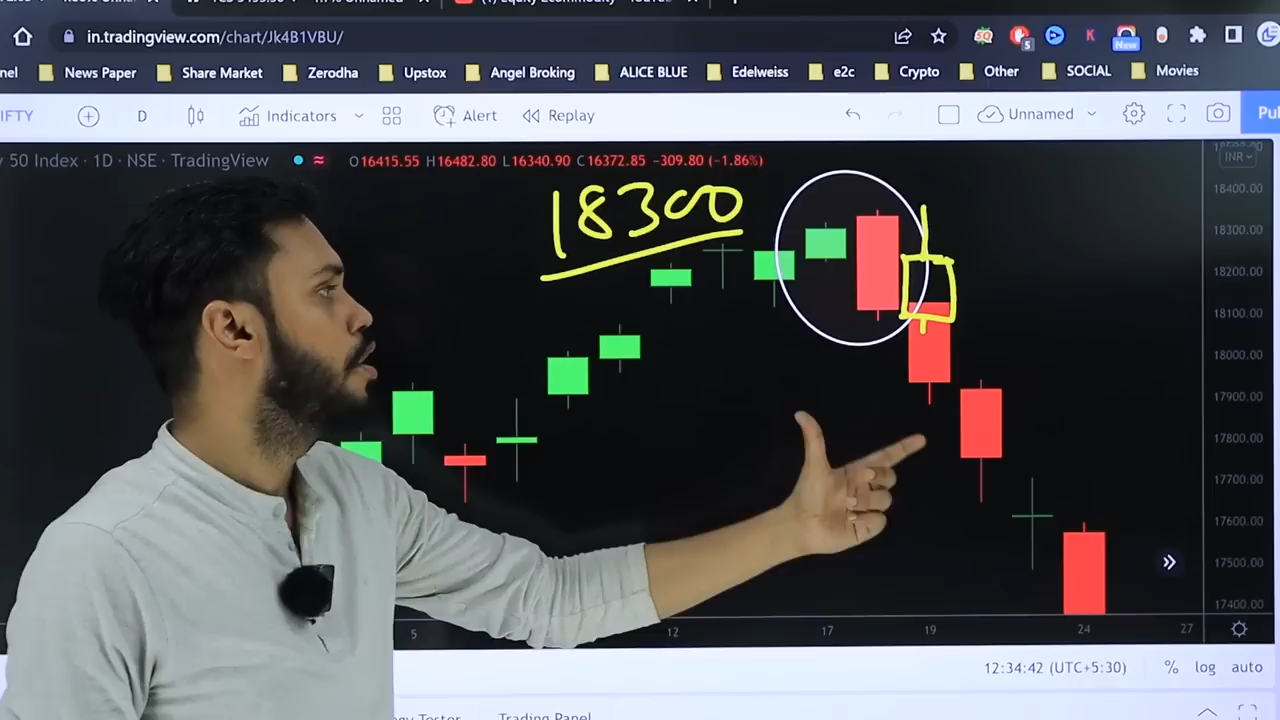 in.tradingview.com/chart/Jk4B1VBU/
nel News Paper Share Market Zerodha Upstox Angel Broking ALICE BLUE Edelweiss e2c Crypto Other SOCIAL Movies
IFTY D Indicators Alert Replay Unnamed Pu
50 Index · 1D · NSE · TradingView O16415.55 H16482.80 L16340.90 C16372.85 −309.80 (−1.86%)
INR
18300
18400.00
18300.00
18200.00
18100.00
18000.00
17900.00
17800.00
17700.00
17600.00
17500.00
17400.00
5 12 17 19 24 27
12:34:42 (UTC+5:30) % log auto
Tester Trading Panel